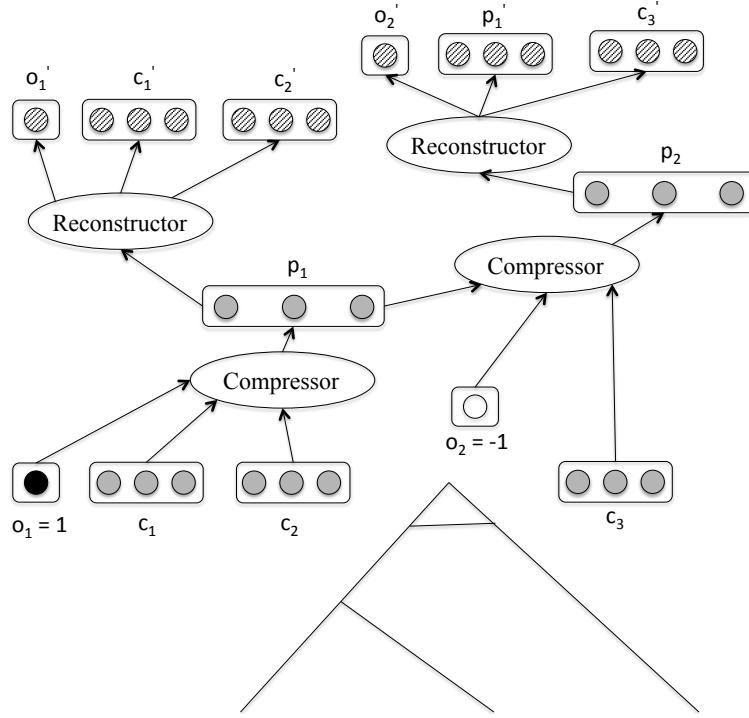 o₂' p₁' c₃'
o₁' c₁' c₂'
Reconstructor
p₂
Reconstructor
p₁
Compressor
Compressor
o₂ = -1
o₁ = 1 c₁ c₂ c₃